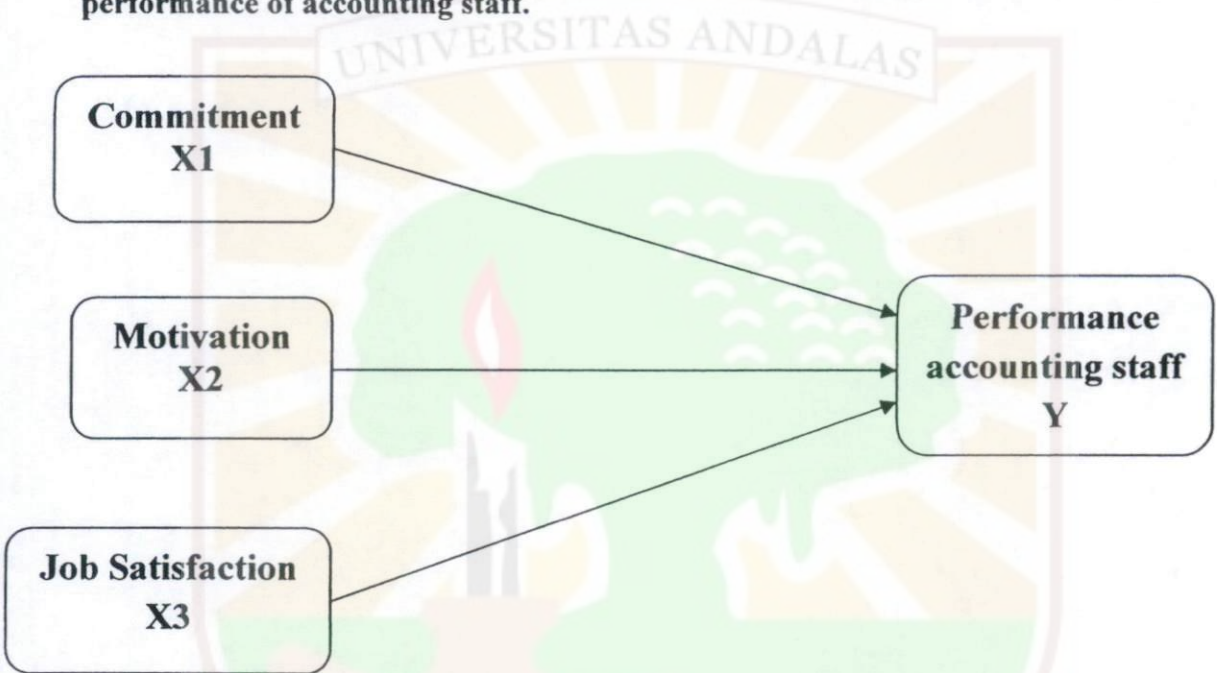 performance of accounting staff.
UNIVERSITAS ANDALAS
Commitment
X1
Motivation
X2
Performance
accounting staff
Y
Job Satisfaction
X3